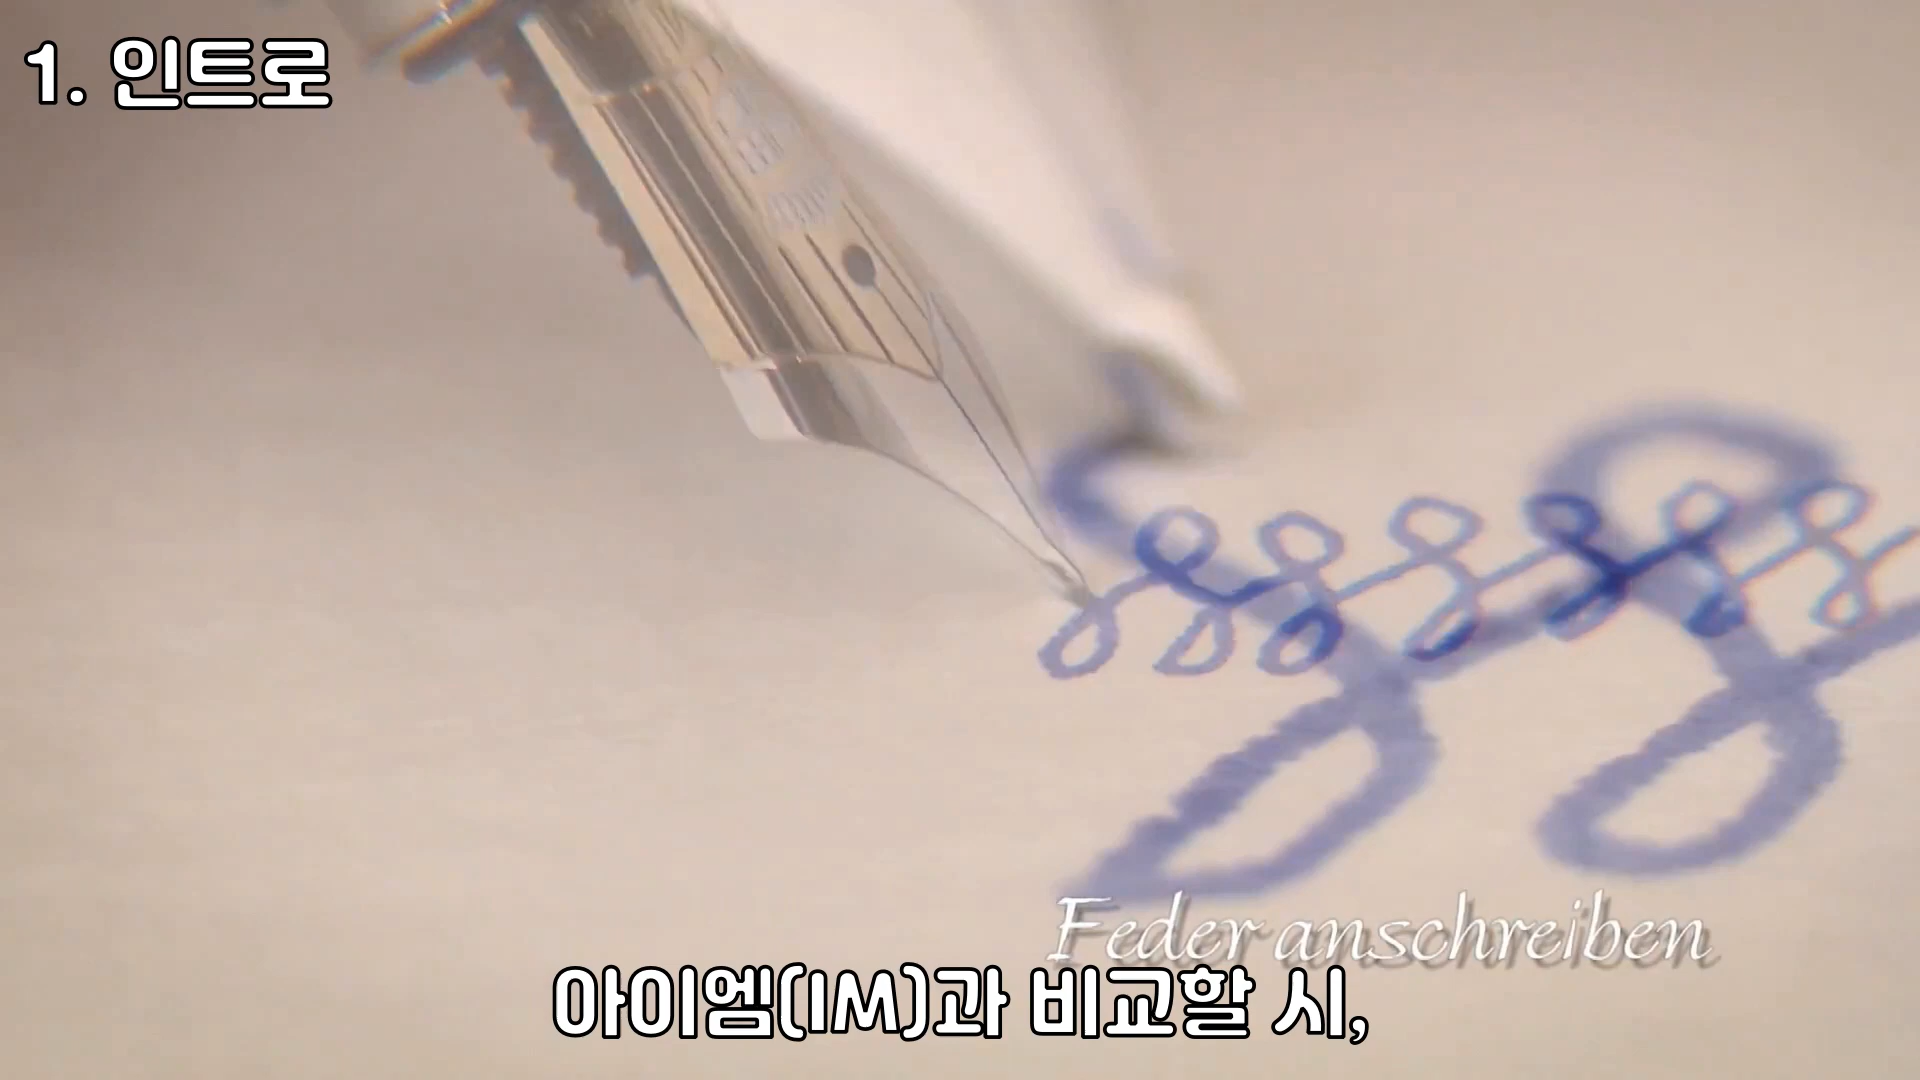 1. 인트로
Feder anschreiben
아이엠(IM)과 비교할 시,